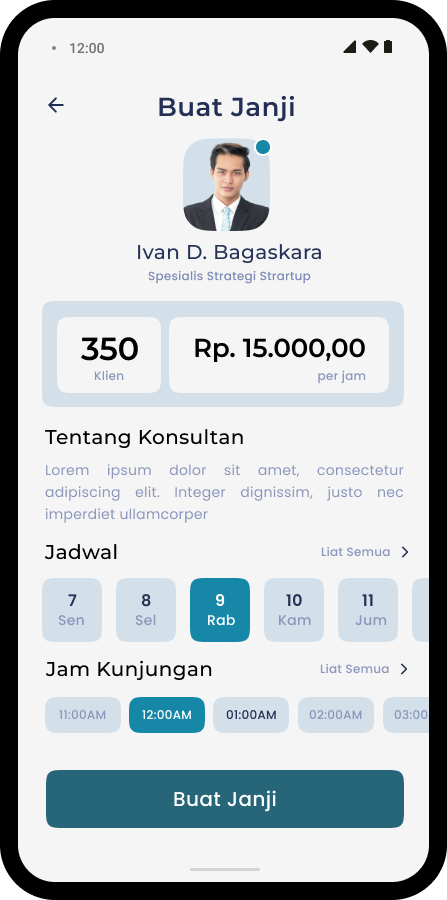 12:00
Buat Janji
Ivan D. Bagaskara
Spesialis Strategi Strartup
350
Klien
Rp. 15.000,00
per jam
Tentang Konsultan
Lorem ipsum dolor sit amet, consectetur
adipiscing elit. Integer dignissim, justo nec
imperdiet ullamcorper
Jadwal
Liat Semua
7 8 9 10 11
Sen Sel Rab Kam Jum
Jam Kunjungan
Liat Semua
11:00AM 12:00AM 01:00AM 02:00AM 03:00
Buat Janji